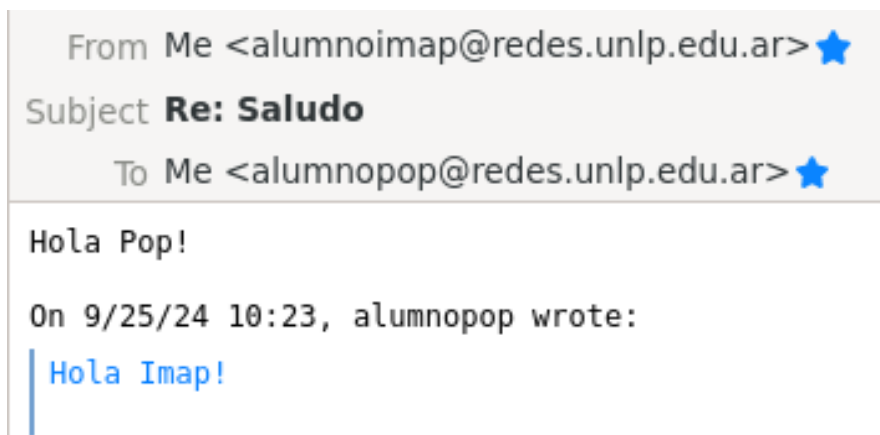 From Me <alumnoimap@redes.unlp.edu.ar>
Subject Re: Saludo
To Me <alumnopop@redes.unlp.edu.ar>
Hola Pop!
On 9/25/24 10:23, alumnopop wrote:
Hola Imap!